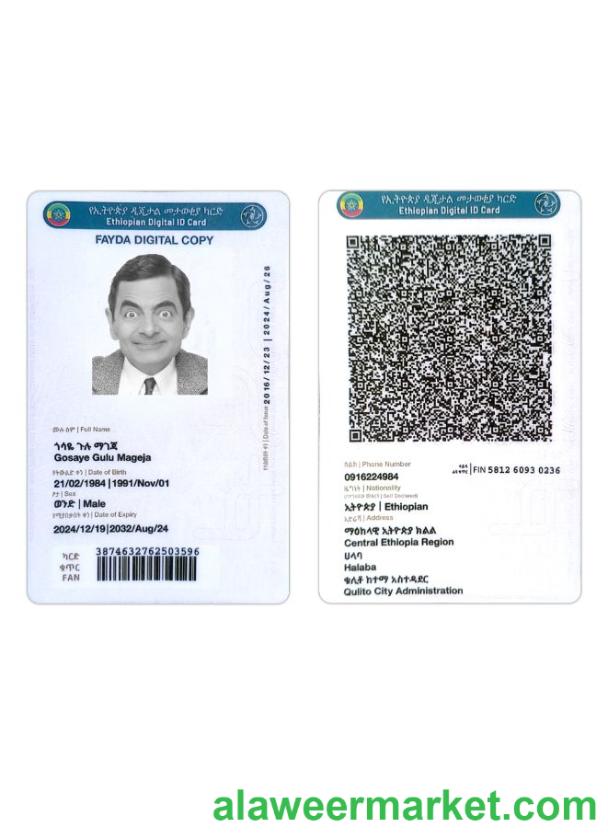 የኢትዮጵያ ዲጂታል መታወቂያ ካርድ
Ethiopian Digital ID Card
FAYDA DIGITAL COPY
Date of Issue 2016/12/23 | 2024/Aug/26
ሙሉ ስም | Full Name
ጎሳዬ ጉሉ ማገጃ
Gosaye Gulu Mageja
የትውልድ ቀን | Date of Birth
21/02/1984 | 1991/Nov/01
ፆታ | Sex
ወንድ | Male
የሚያበቃበት ቀን | Date of Expiry
2024/12/19|2032/Aug/24
ካርድ
ቁጥር
FAN
3874632762503596
የኢትዮጵያ ዲጂታል መታወቂያ ካርድ
Ethiopian Digital ID Card
ስልክ | Phone Number
FIN 5812 6093 0236
0916224984
ዜግነት | Nationality
ኢትዮጵያ | Ethiopian
አድራሻ | Address
ማዕከላዊ ኢትዮጵያ ክልል
Central Ethiopia Region
ሀላባ
Halaba
ቁሊቶ ከተማ አስተዳደር
Qulito City Administration
alaweermarket.com